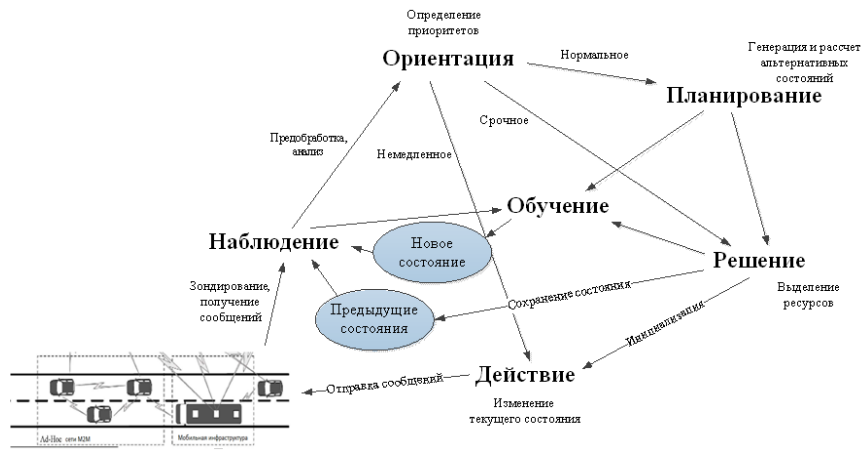 Определение
приоритетов
Ориентация
Нормальное
Генерация и рассчет
альтернативных
состояний
Планирование
Срочное
Предобработка,
анализ
Немедленное
Обучение
Наблюдение
Новое
состояние
Решение
Зондирование,
получение
сообщений
Предыдущие
состояния
Сохранение состояния
Выделение
ресурсов
Инициализация
Действие
Отправка сообщений
Изменение
текущего состояния
Ad-Hoc сети M2M
Мобильная инфраструктура